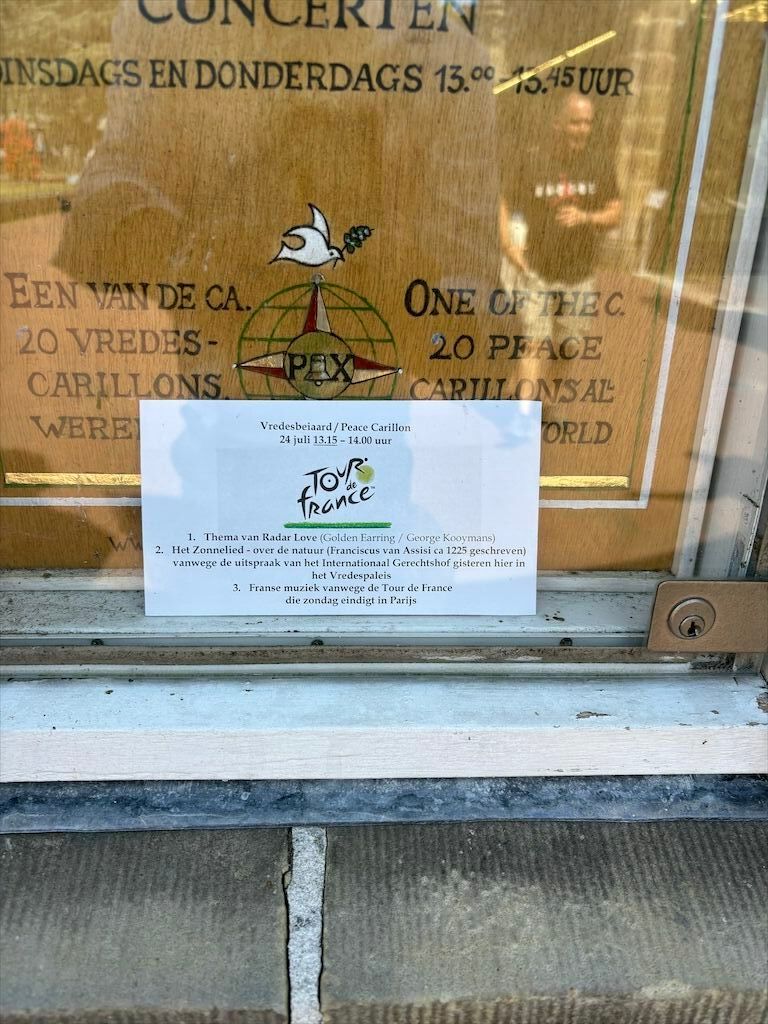 CONCERTEN
DINSDAGS EN DONDERDAGS 13.00-13.45 UUR
EEN VAN DE CA.
20 VREDES-
CARILLONS
WERE
PAX
ONE OF THE C.
20 PEACE
CARILLONS AL
WORLD
Vredesbeiaard / Peace Carillon
24 juli 13.15 – 14.00 uur
TOUR
de
france
1. Thema van Radar Love (Golden Earring / George Kooymans)
2. Het Zonnelied - over de natuur (Franciscus van Assisi ca 1225 geschreven)
vanwege de uitspraak van het Internationaal Gerechtshof gisteren hier in
het Vredespaleis
3. Franse muziek vanwege de Tour de France
die zondag eindigt in Parijs